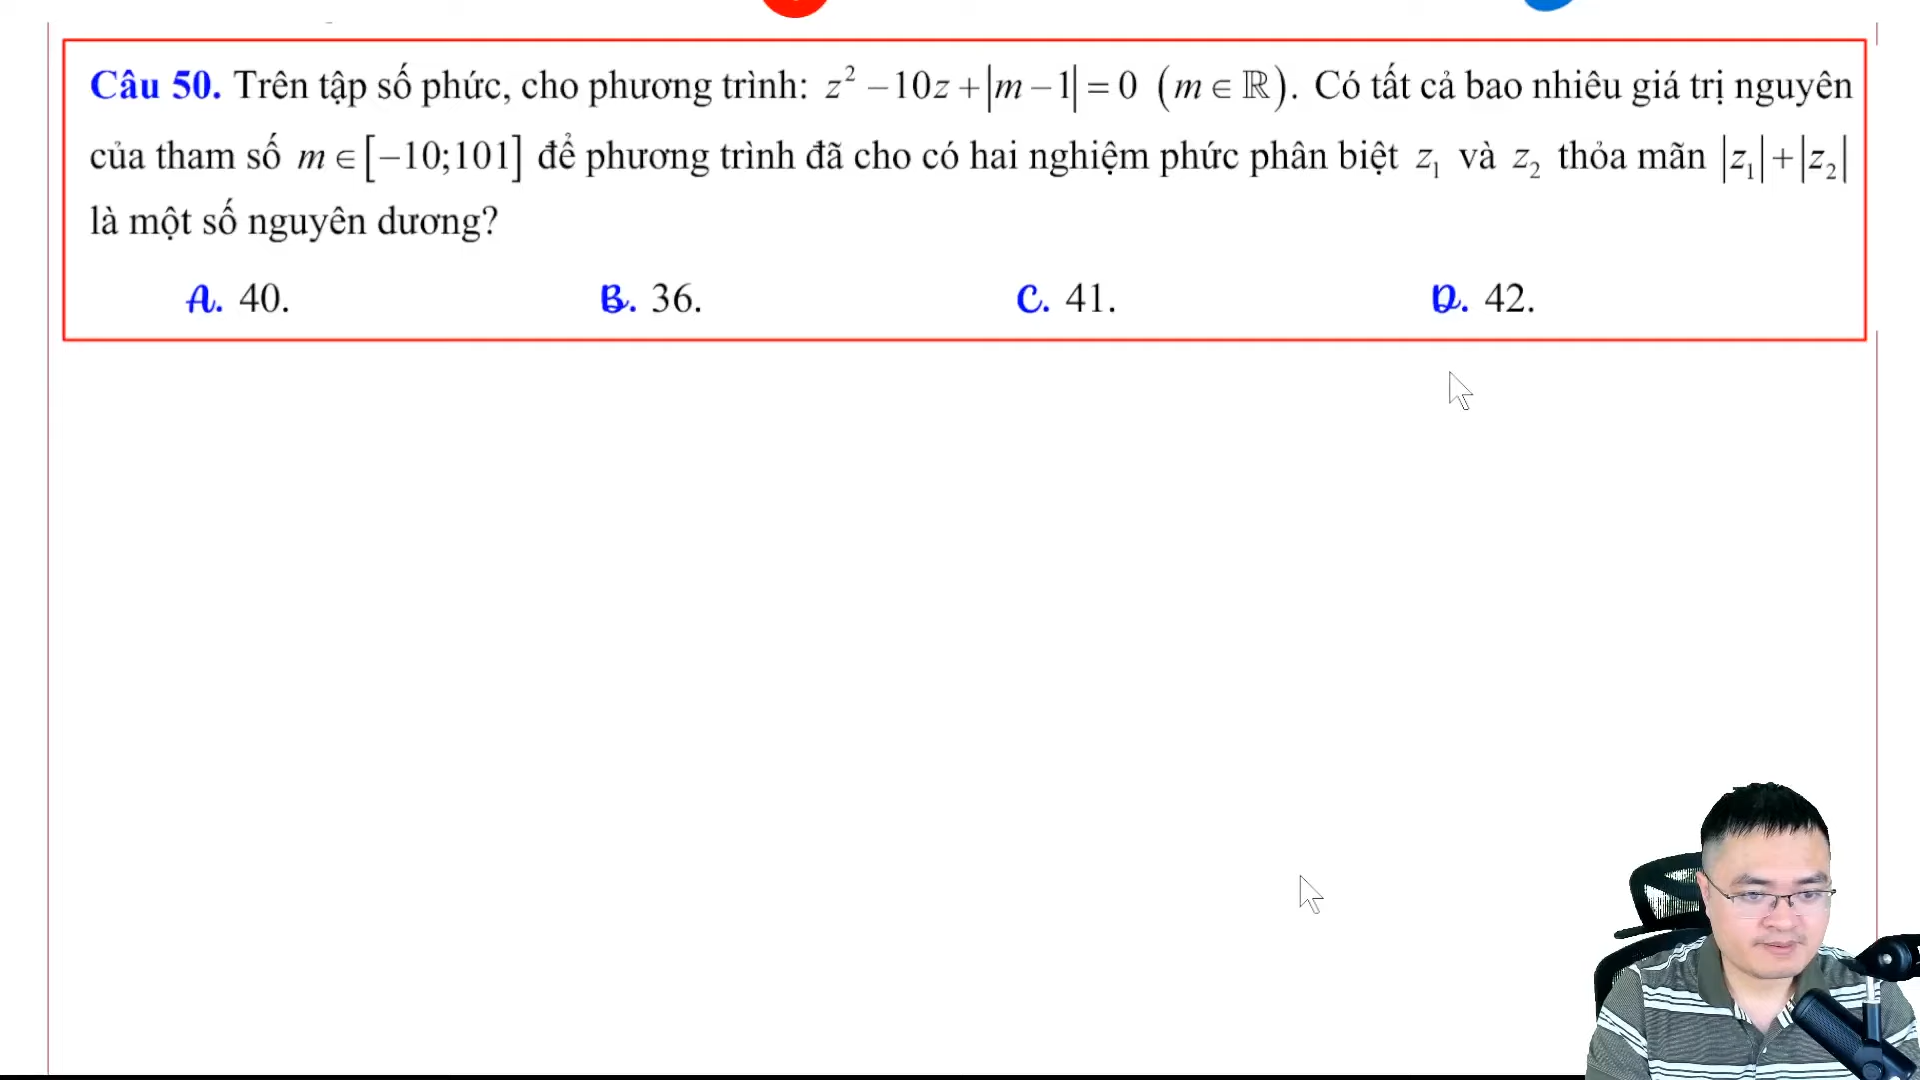 Câu 50. Trên tập số phức, cho phương trình: z² − 10z + |m − 1| = 0 (m ∈ ℝ). Có tất cả bao nhiêu giá trị nguyên
của tham số m ∈ [−10;101] để phương trình đã cho có hai nghiệm phức phân biệt z₁ và z₂ thỏa mãn |z₁| + |z₂|
là một số nguyên dương?
A. 40. B. 36. C. 41. D. 42.